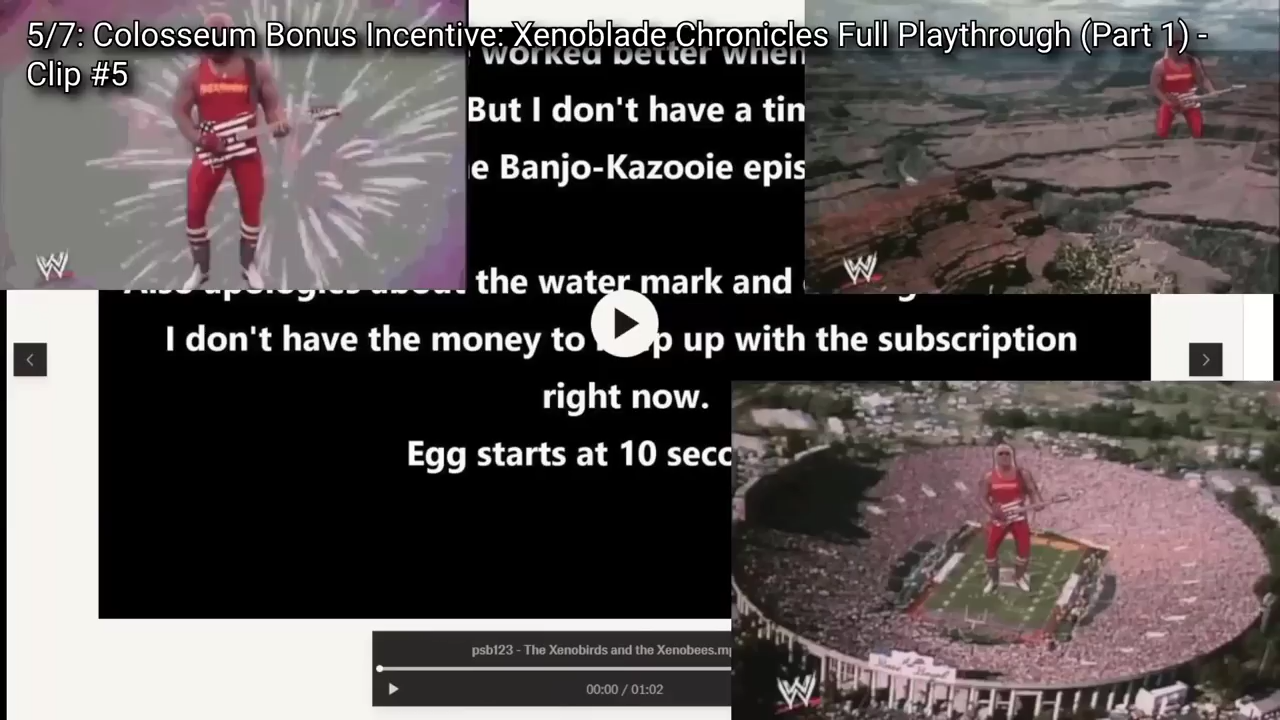 5/7: Colosseum Bonus Incentive: Xenoblade Chronicles Full Playthrough (Part 1) -
Clip #5
worked better when
But I don't have a tim
Banjo-Kazooie epis
the water mark and
I don't have the money to up with the subscription
right now.
Egg starts at 10 seco
psb123 - The Xenobirds and the Xenobees.mp
00:00 / 01:02